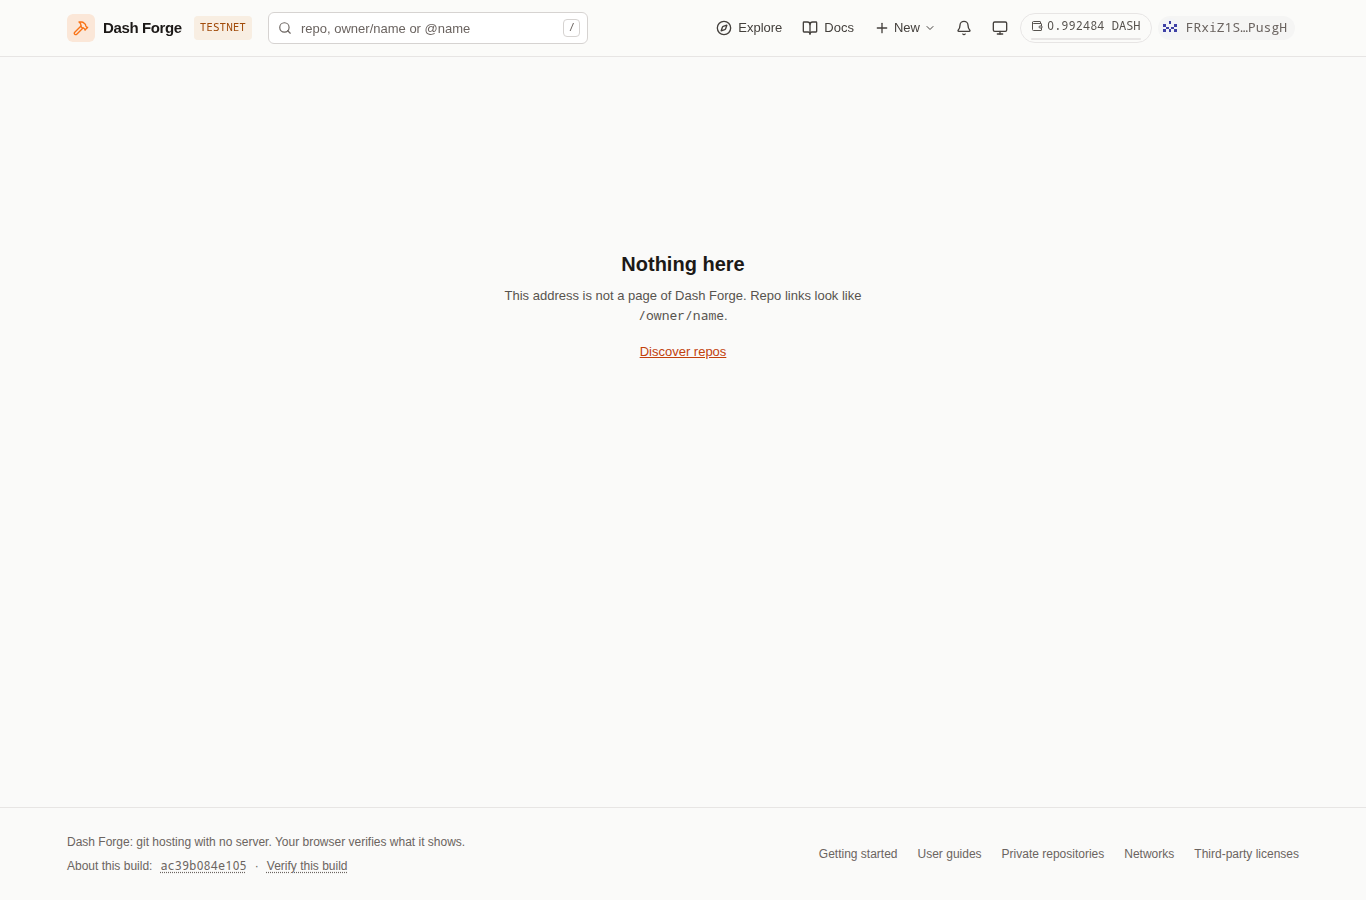 Dash Forge TESTNET repo, owner/name or @name / Explore Docs New 0.992484 DASH FRxiZ1S…PusgH
Nothing here
This address is not a page of Dash Forge. Repo links look like
/owner/name.
Discover repos
Dash Forge: git hosting with no server. Your browser verifies what it shows.
About this build: ac39b084e105 · Verify this build
Getting started User guides Private repositories Networks Third-party licenses